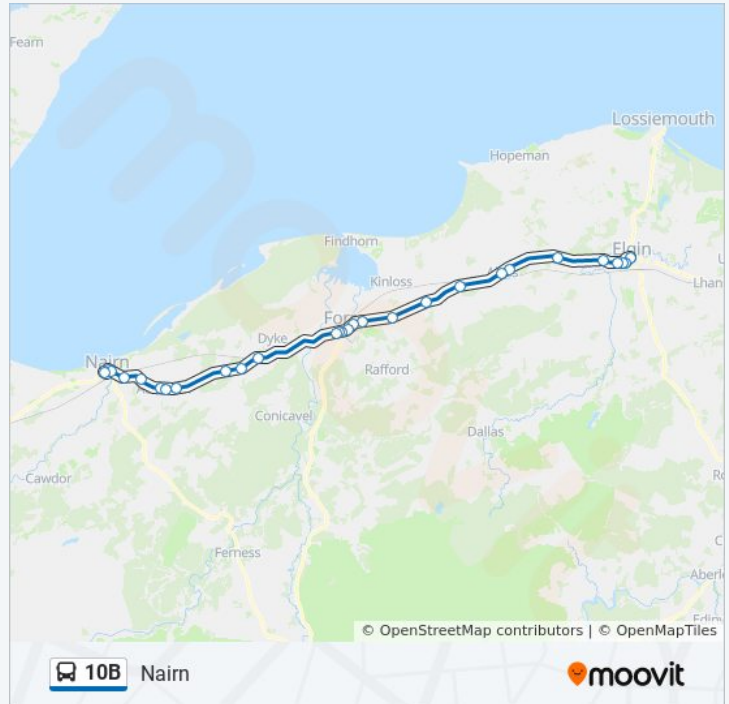 Fearn
Lossiemouth
Hopeman
Elgin
Findhorn
Kinloss
Lhan
Dyke
Nairn
Rafford
Conicavel
Dallas
Cawdor
Ferness
© OpenStreetMap contributors | © OpenMapTiles
10B Nairn
moovit